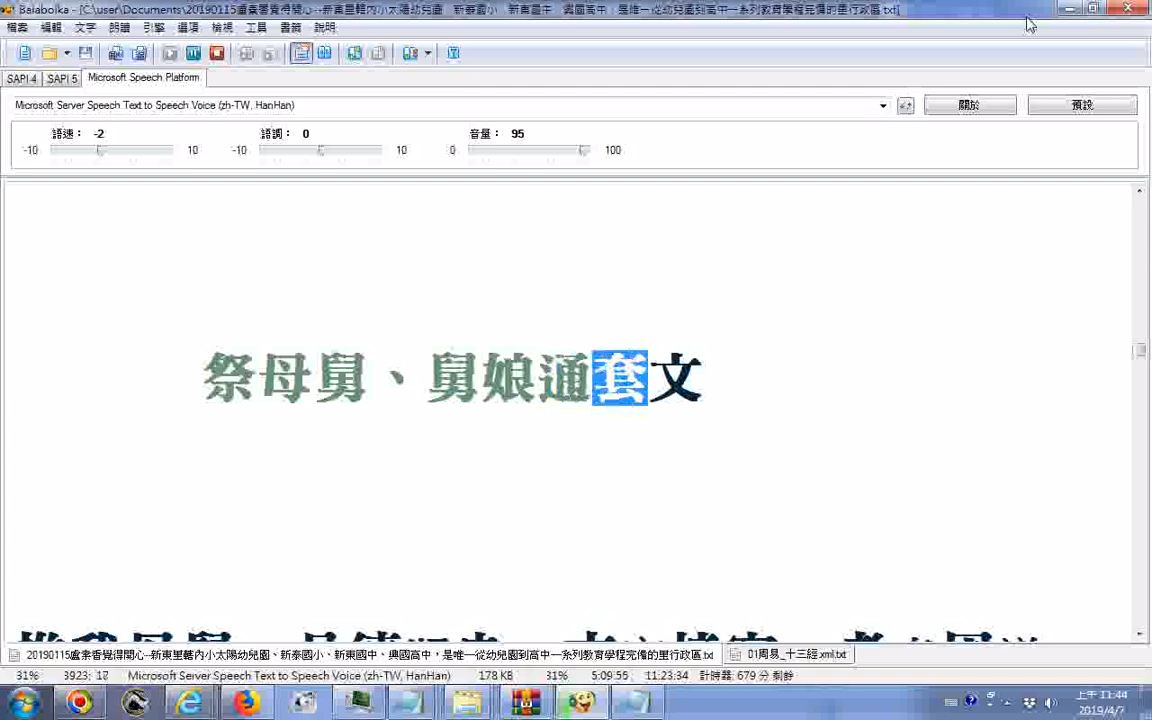 Balabolka - [C:\user\Documents\20190115盧素香覺得開心--新東里轄內小太陽幼兒園、新泰國小、新東國中、興國高中，是唯一從幼兒園到高中一系列教育學程完備的里行政區.txt]
檔案 編輯 文字 朗讀 引擎 選項 檢視 工具 書籤 說明
SAPI 4 SAPI 5 Microsoft Speech Platform
Microsoft Server Speech Text to Speech Voice (zh-TW, HanHan) 關於 預設
語速： -2 語調： 0 音量： 95
-10 10 -10 10 0 100
祭母舅、舅娘通套文
20190115盧素香覺得開心--新東里轄內小太陽幼兒園、新泰國小、新東國中、興國高中，是唯一從幼兒園到高中一系列教育學程完備的里行政區.txt 01周易_十三經.xml.txt
31% 3923: 17 Microsoft Server Speech Text to Speech Voice (zh-TW, HanHan) 178 KB 31% 5:09:55 11:23:34 計時器: 679 分 剩餘
上午 11:44
2019/4/7